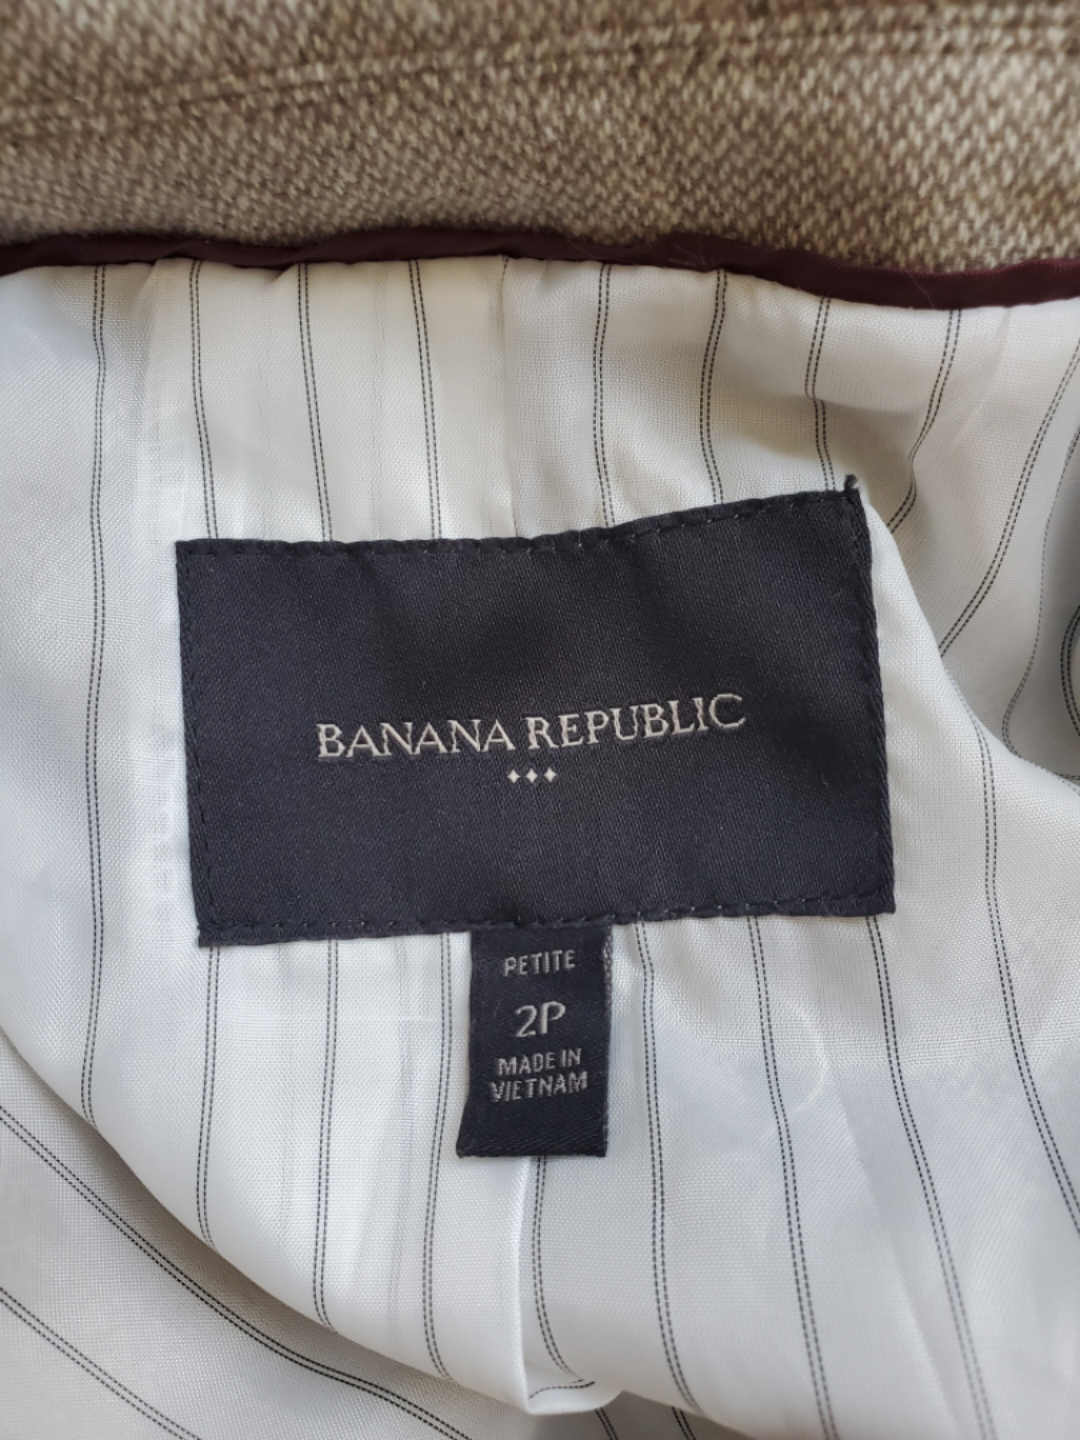 BANANA REPUBLIC
PETITE
2P
MADE IN
VIETNAM